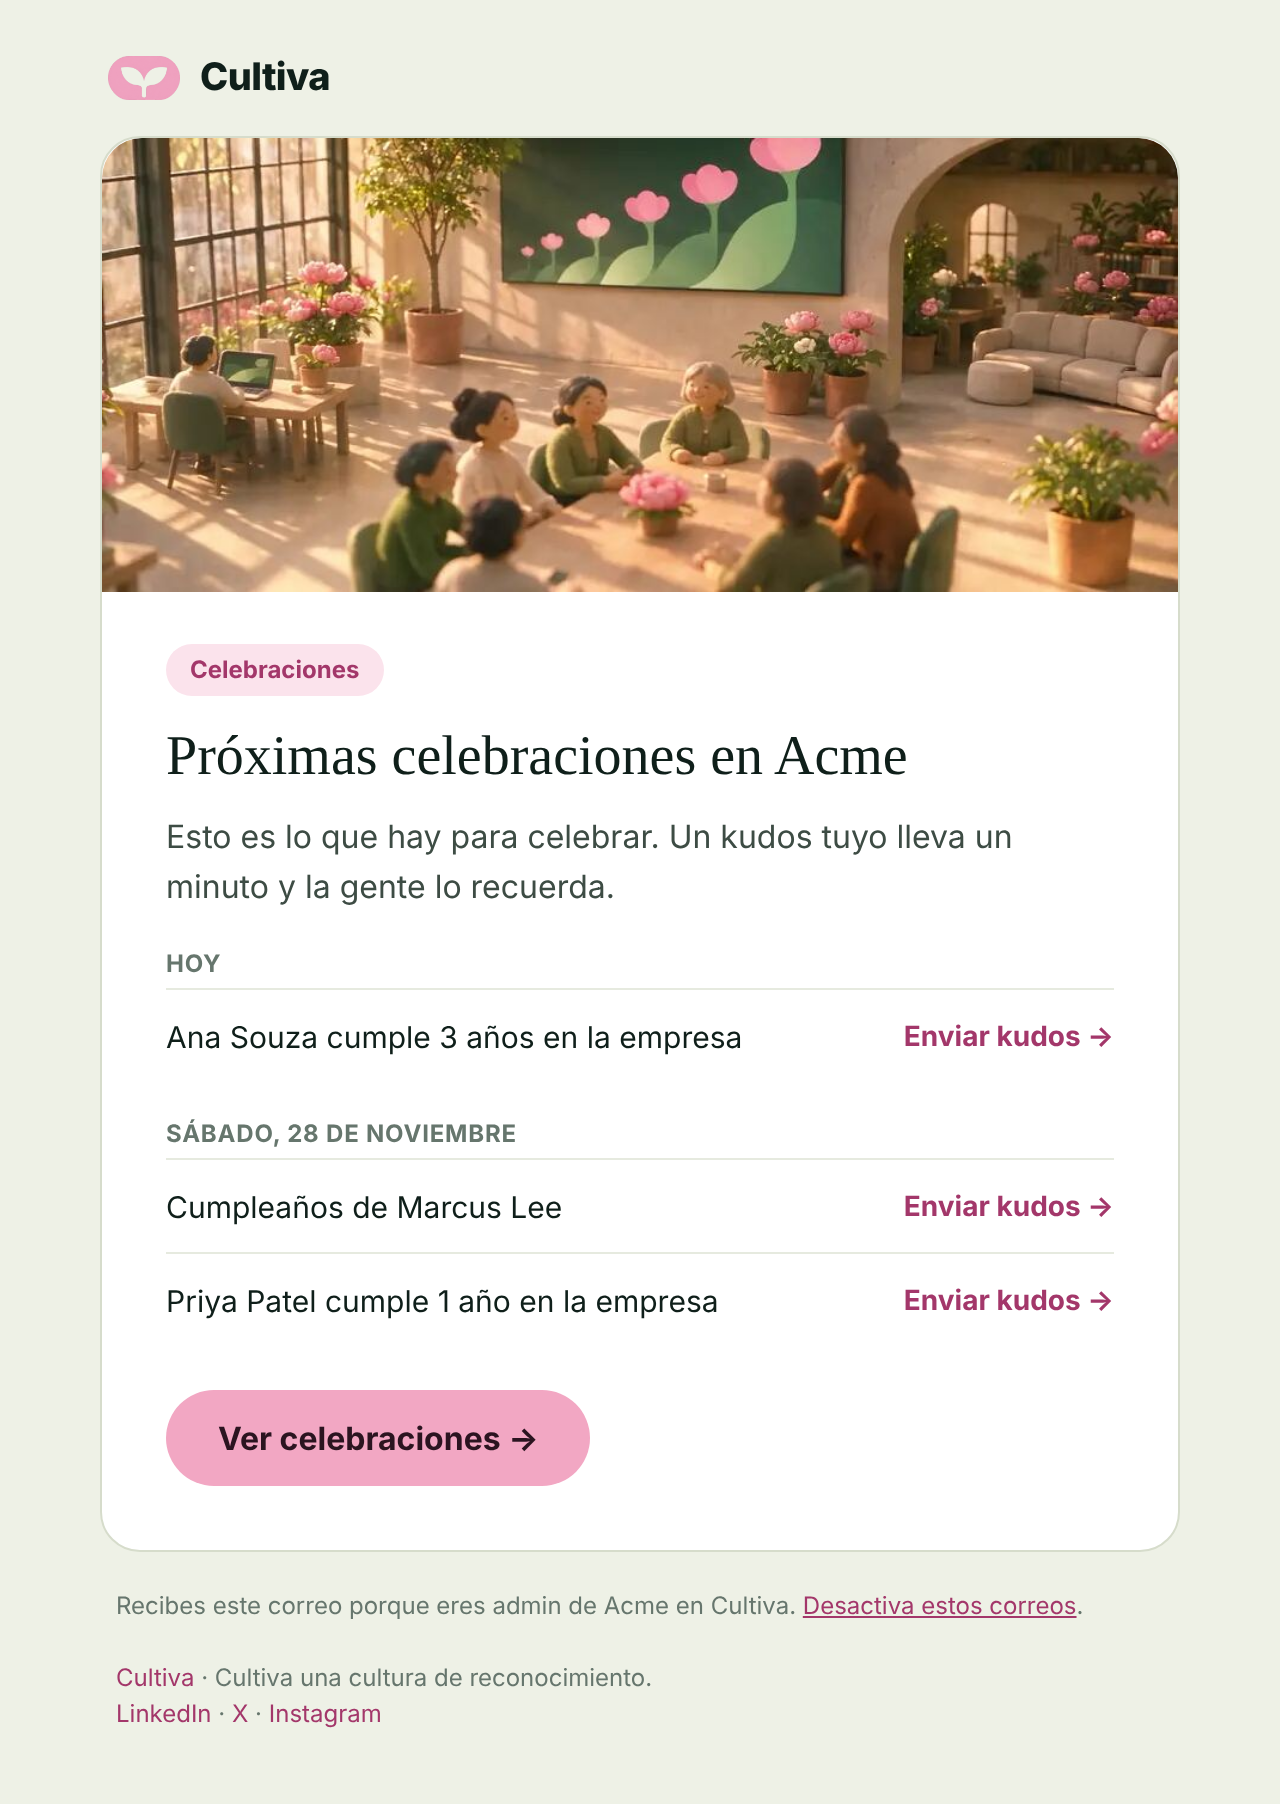 Cultiva
Celebraciones
Próximas celebraciones en Acme
Esto es lo que hay para celebrar. Un kudos tuyo lleva un
minuto y la gente lo recuerda.
HOY
Ana Souza cumple 3 años en la empresa Enviar kudos →
SÁBADO, 28 DE NOVIEMBRE
Cumpleaños de Marcus Lee Enviar kudos →
Priya Patel cumple 1 año en la empresa Enviar kudos →
Ver celebraciones →
Recibes este correo porque eres admin de Acme en Cultiva. Desactiva estos correos.
Cultiva · Cultiva una cultura de reconocimiento.
LinkedIn · X · Instagram